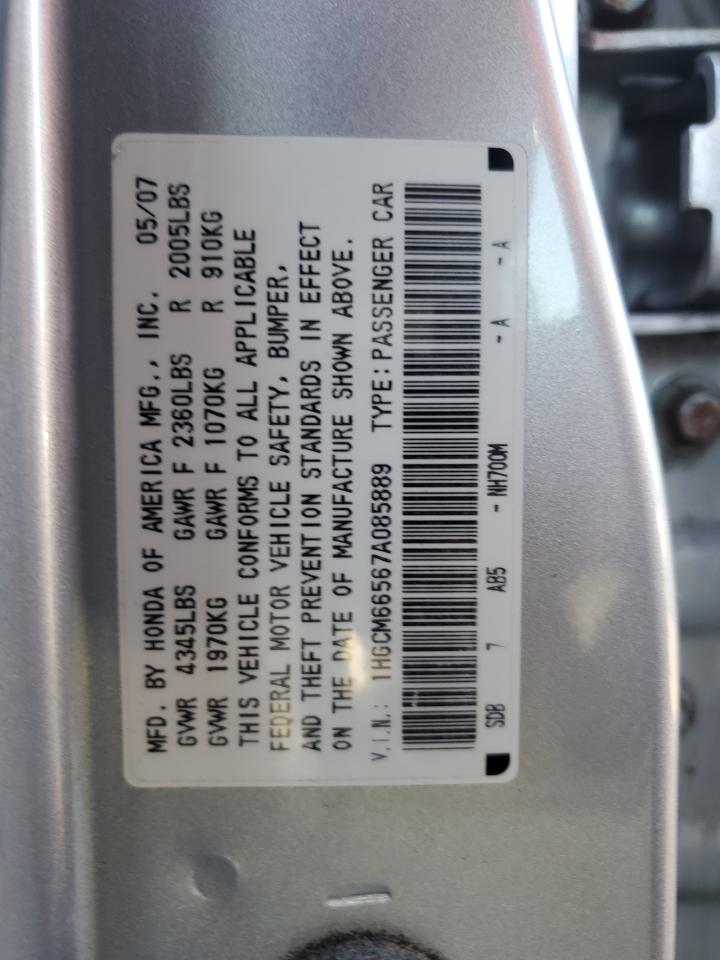 MFD. BY HONDA OF AMERICA MFG., INC. 05/07
GVWR 4345LBS GAWR F 2360LBS R 2005LBS
GVWR 1970KG GAWR F 1070KG R 910KG
THIS VEHICLE CONFORMS TO ALL APPLICABLE
FEDERAL MOTOR VEHICLE SAFETY, BUMPER,
AND THEFT PREVENTION STANDARDS IN EFFECT
ON THE DATE OF MANUFACTURE SHOWN ABOVE.
V.I.N.: 1HGCM66567A085889 TYPE: PASSENGER CAR
SDB 7 AB5 - NH700M - A - A